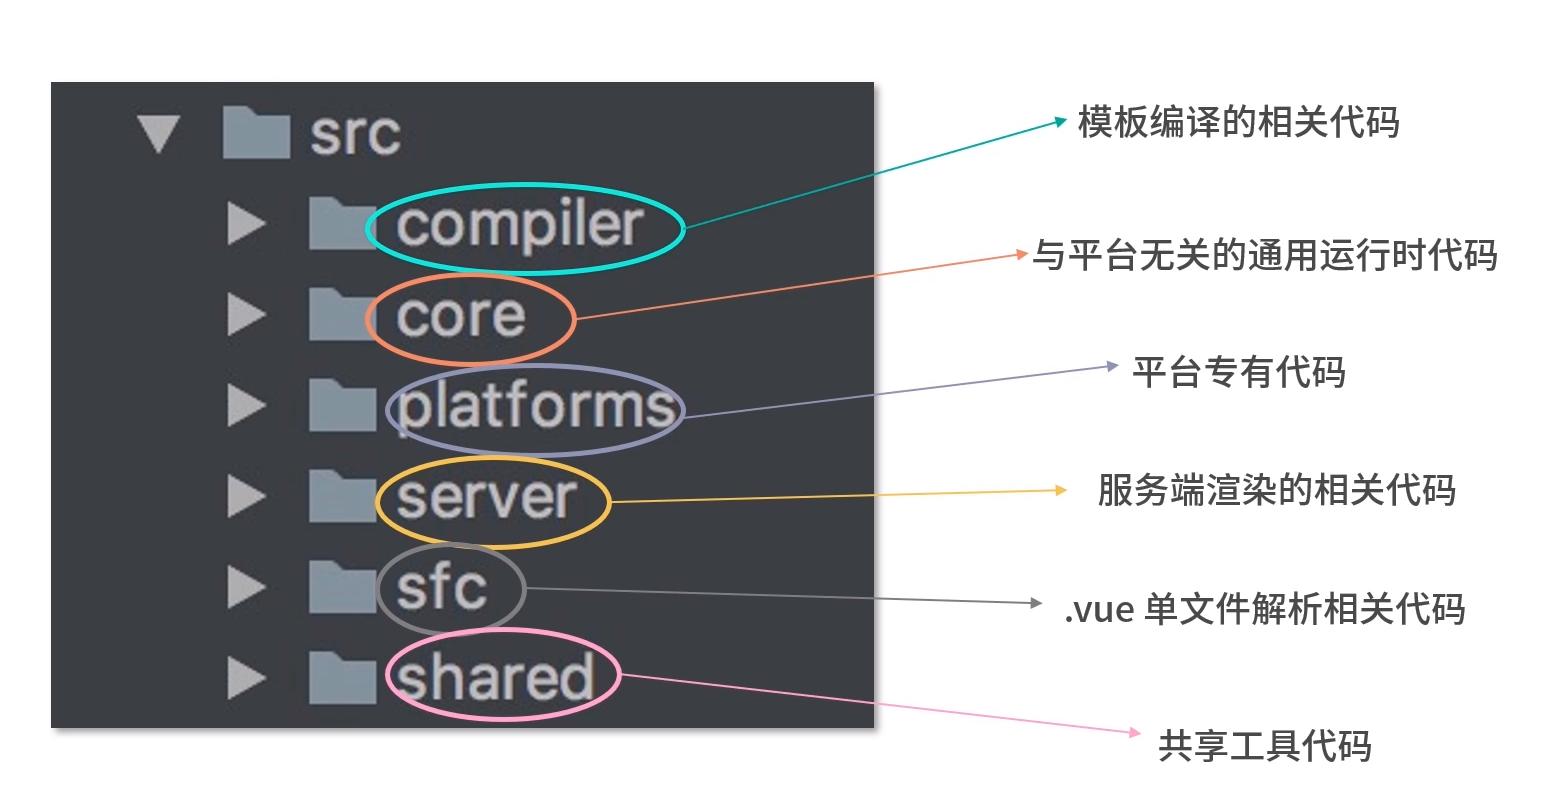 src
compiler
模板编译的相关代码
core
与平台无关的通用运行时代码
platforms
平台专有代码
server
服务端渲染的相关代码
sfc
.vue 单文件解析相关代码
shared
共享工具代码